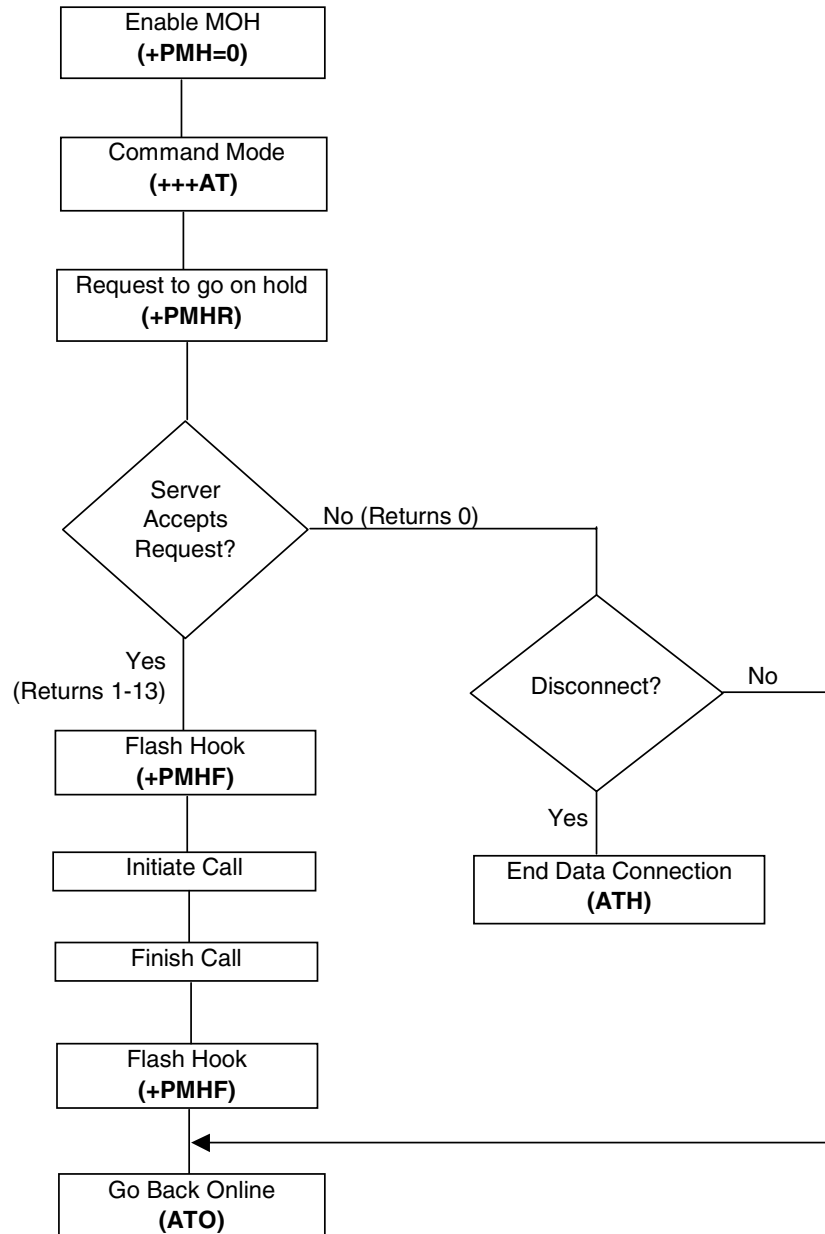 Enable MOH
(+PMH=0)
Command Mode
(+++AT)
Request to go on hold
(+PMHR)
Server
Accepts
Request?
No (Returns 0)
Yes
(Returns 1-13)
Disconnect?
No
Yes
Flash Hook
(+PMHF)
Initiate Call
End Data Connection
(ATH)
Finish Call
Flash Hook
(+PMHF)
Go Back Online
(ATO)